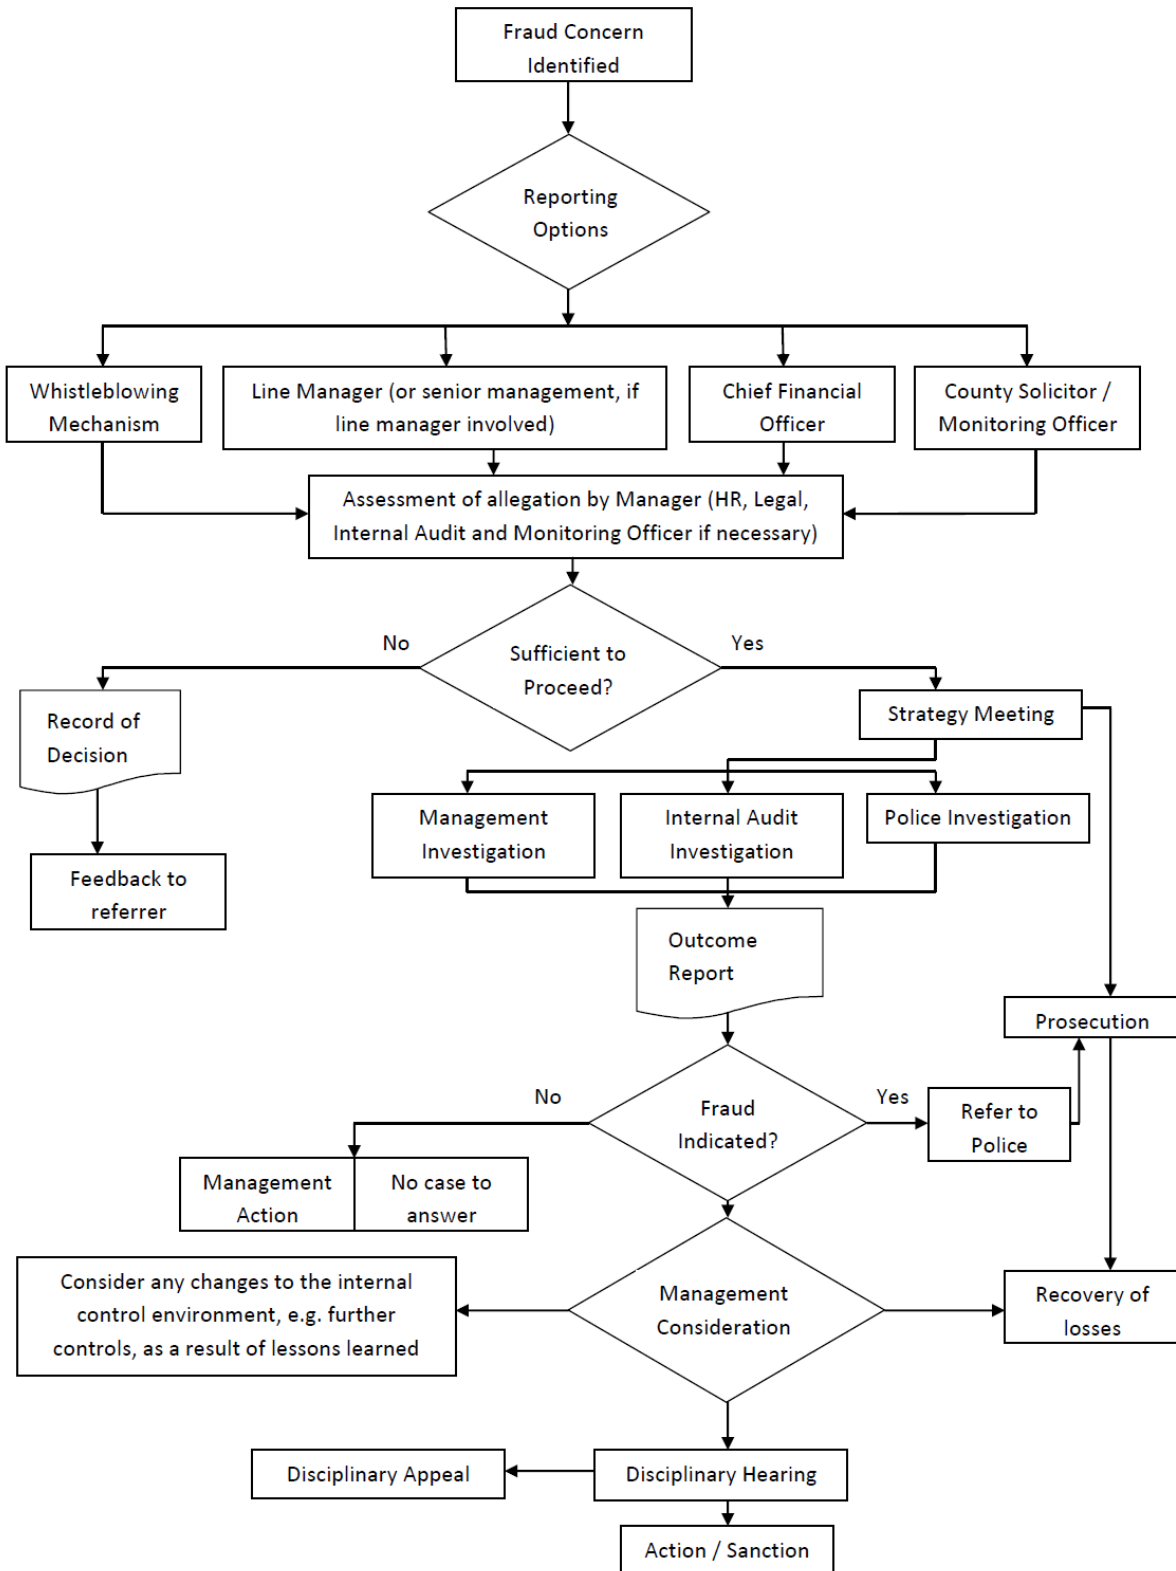 Fraud Concern
Identified
Reporting
Options
Whistleblowing
Mechanism
Line Manager (or senior management, if
line manager involved)
Chief Financial
Officer
County Solicitor /
Monitoring Officer
Assessment of allegation by Manager (HR, Legal,
Internal Audit and Monitoring Officer if necessary)
No
Sufficient to
Proceed?
Yes
Record of
Decision
Strategy Meeting
Feedback to
referrer
Management
Investigation
Internal Audit
Investigation
Police Investigation
Outcome
Report
Prosecution
No
Fraud
Indicated?
Yes
Refer to
Police
Management
Action
No case to
answer
Consider any changes to the internal
control environment, e.g. further
controls, as a result of lessons learned
Management
Consideration
Recovery of
losses
Disciplinary Appeal
Disciplinary Hearing
Action / Sanction